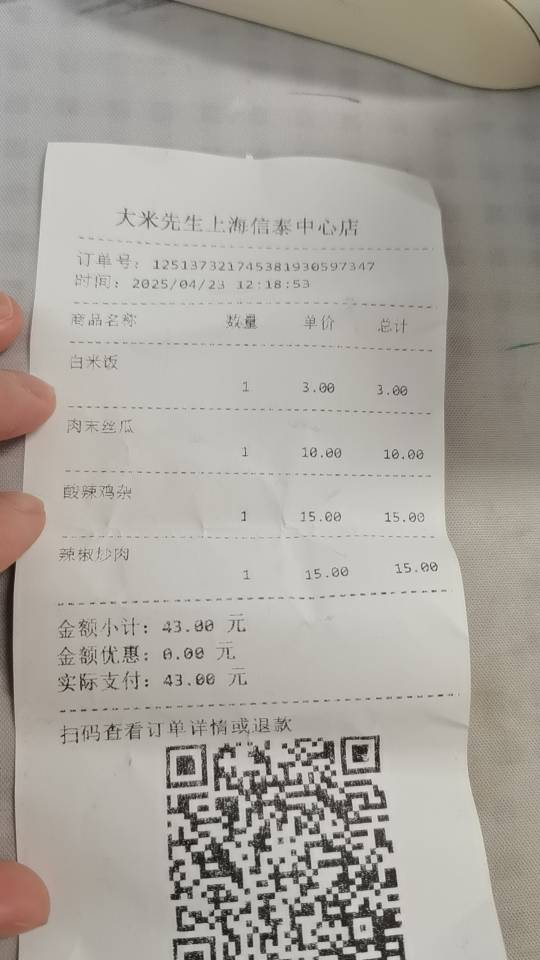 大米先生上海信泰中心店
订单号: 1251373217453819305​97347
时间: 2025/04/23 12:18:53
商品名称 数量 单价 总计
白米饭
1 3.00 3.00
肉末丝瓜
1 10.00 10.00
酸辣鸡杂
1 15.00 15.00
辣椒炒肉
1 15.00 15.00
金额小计: 43.00 元
金额优惠: 0.00 元
实际支付: 43.00 元
扫码查看订单详情或退款